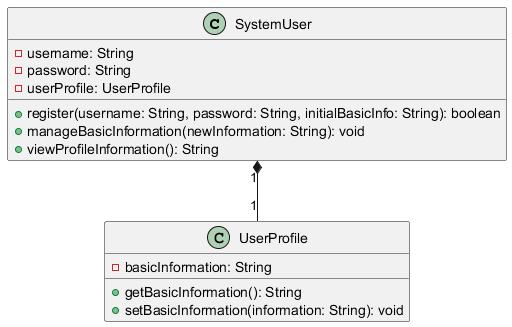 C SystemUser
username: String
password: String
userProfile: UserProfile
register(username: String, password: String, initialBasicInfo: String): boolean
manageBasicInformation(newInformation: String): void
viewProfileInformation(): String
1
1
C UserProfile
basicInformation: String
getBasicInformation(): String
setBasicInformation(information: String): void